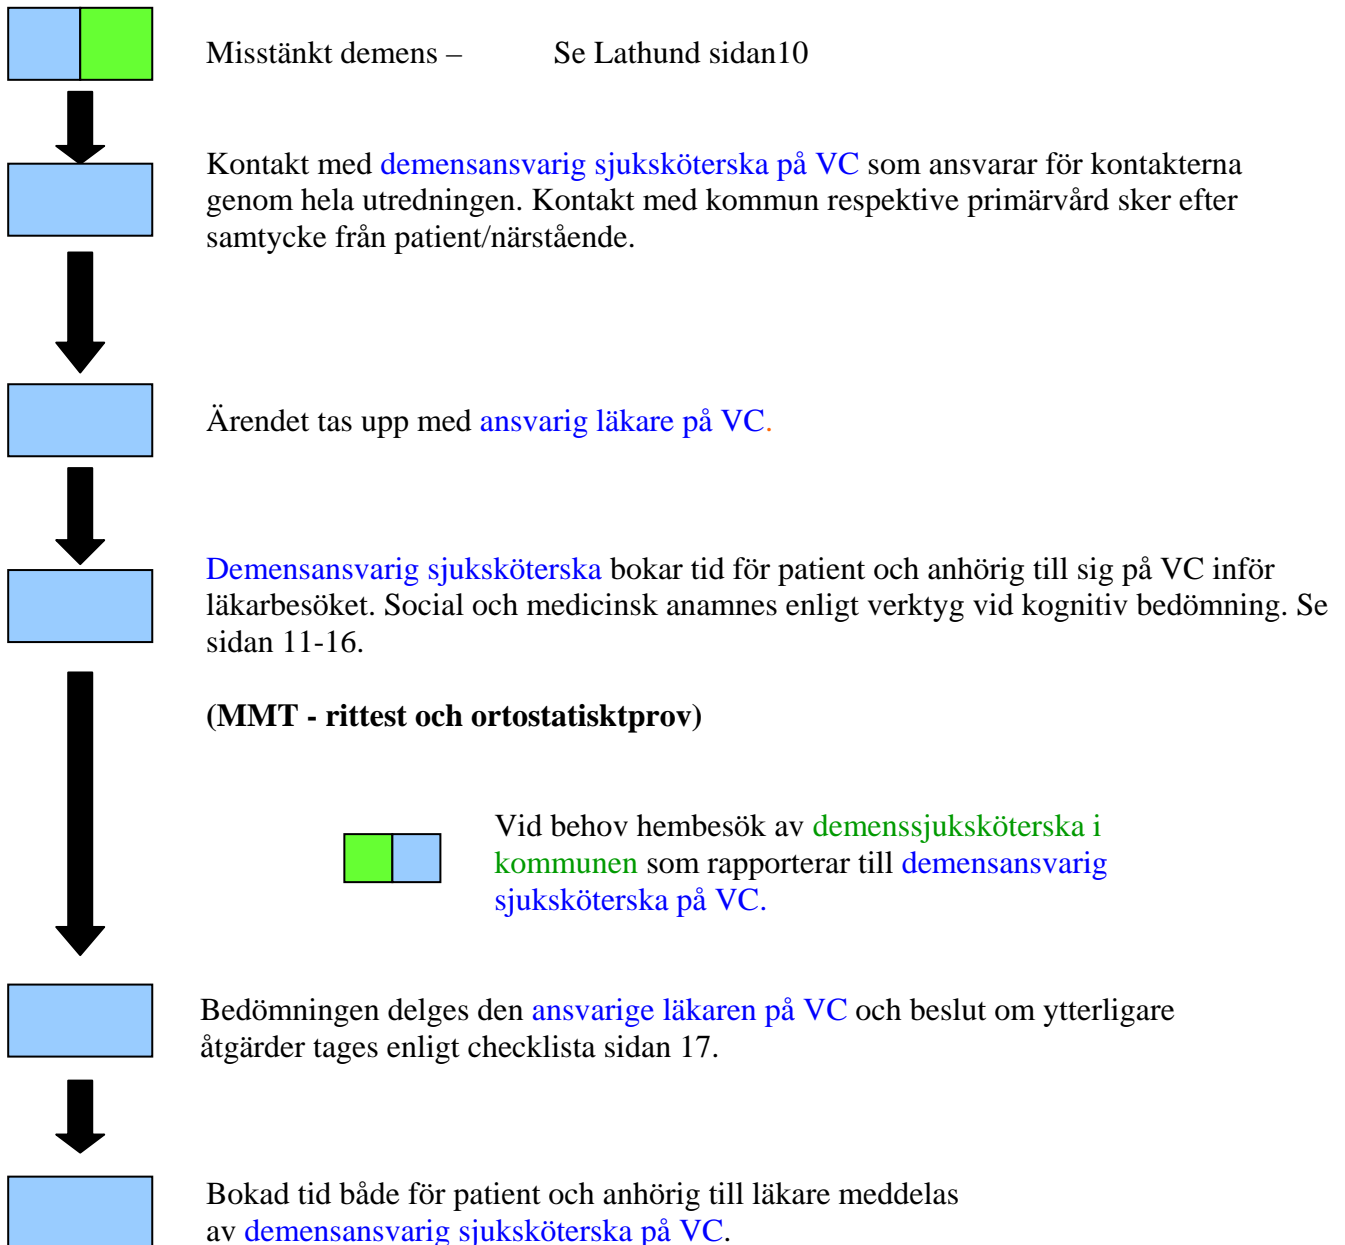 Misstänkt demens – Se Lathund sidan10
Kontakt med demensansvarig sjuksköterska på VC som ansvarar för kontakterna
genom hela utredningen. Kontakt med kommun respektive primärvård sker efter
samtycke från patient/närstående.
Ärendet tas upp med ansvarig läkare på VC.
Demensansvarig sjuksköterska bokar tid för patient och anhörig till sig på VC inför
läkarbesöket. Social och medicinsk anamnes enligt verktyg vid kognitiv bedömning. Se
sidan 11-16.
(MMT - rittest och ortostatisktprov)
Vid behov hembesök av demenssjuksköterska i
kommunen som rapporterar till demensansvarig
sjuksköterska på VC.
Bedömningen delges den ansvarige läkaren på VC och beslut om ytterligare
åtgärder tages enligt checklista sidan 17.
Bokad tid både för patient och anhörig till läkare meddelas
av demensansvarig sjuksköterska på VC.